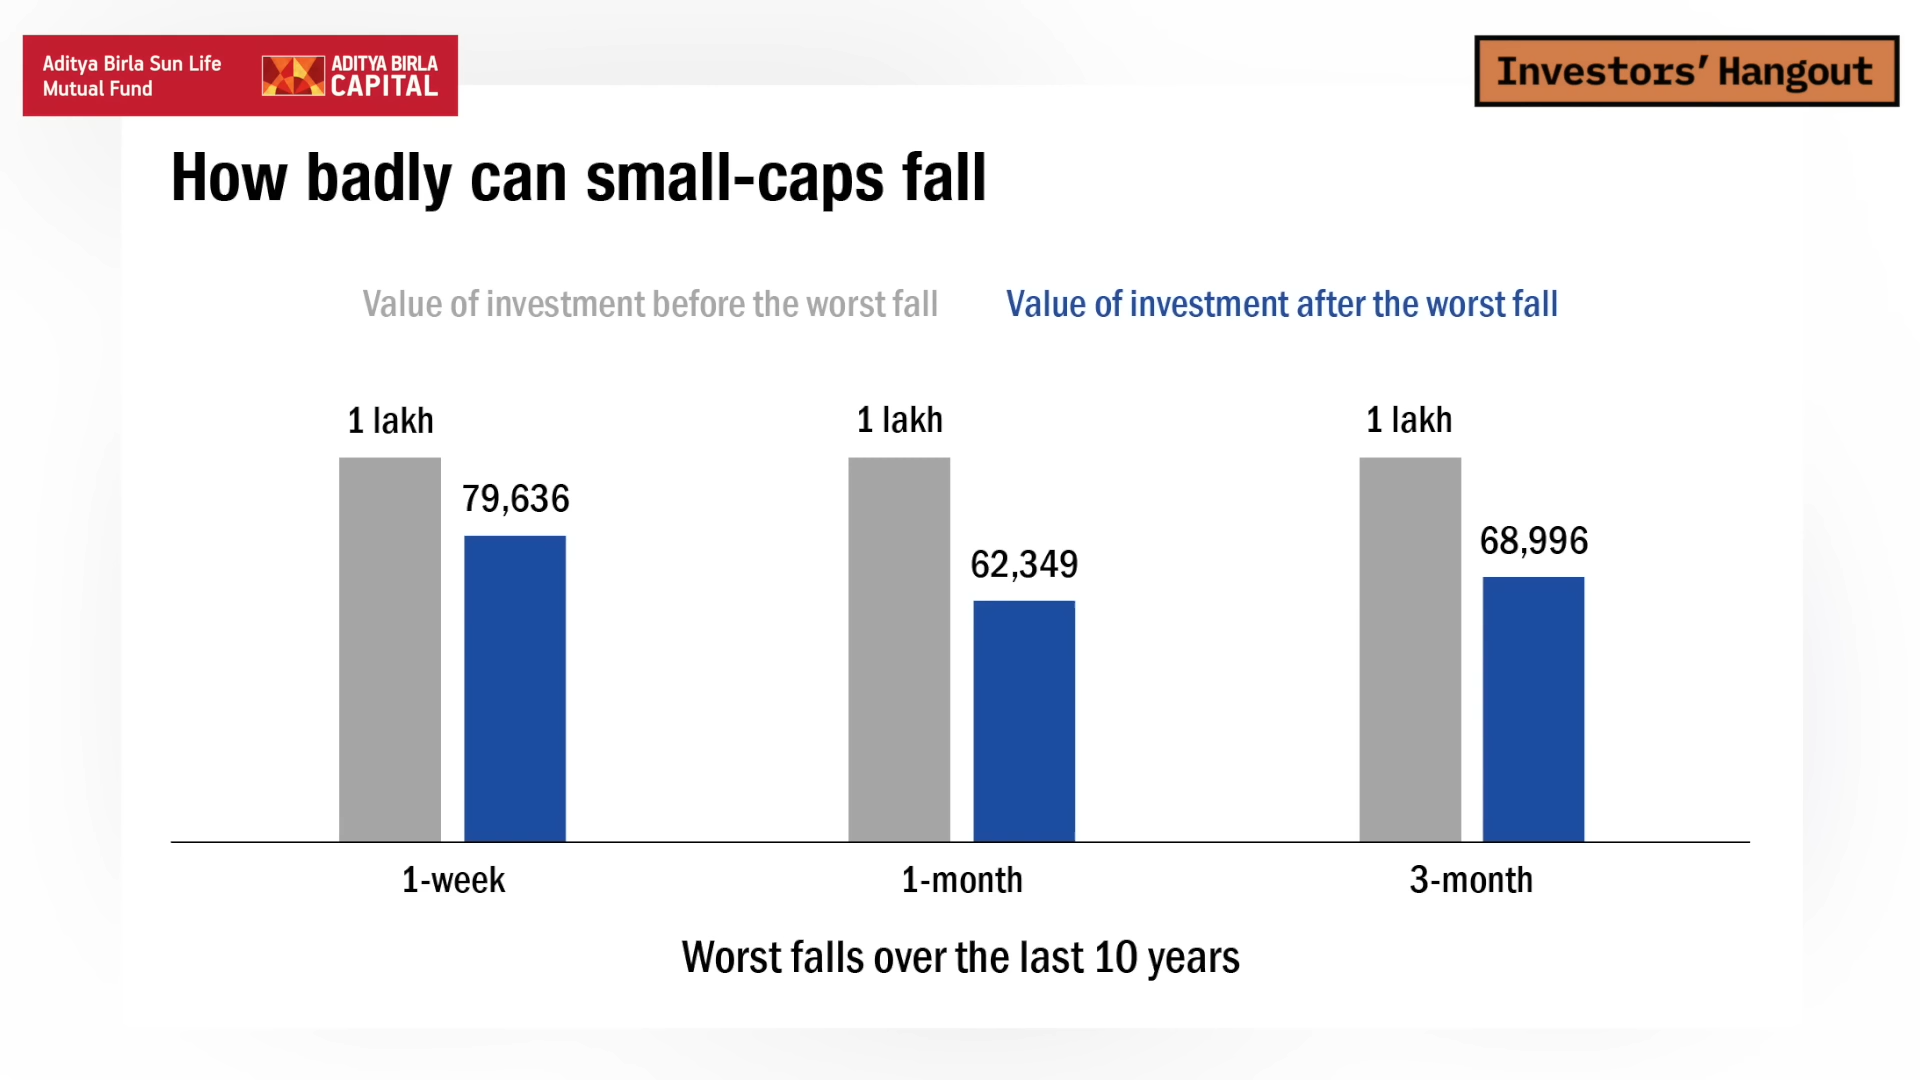 Aditya Birla Sun Life
Mutual Fund
ADITYA BIRLA
CAPITAL
Investors' Hangout
How badly can small-caps fall
Value of investment before the worst fall
Value of investment after the worst fall
1 lakh
79,636
1 lakh
62,349
1 lakh
68,996
1-week
1-month
3-month
Worst falls over the last 10 years